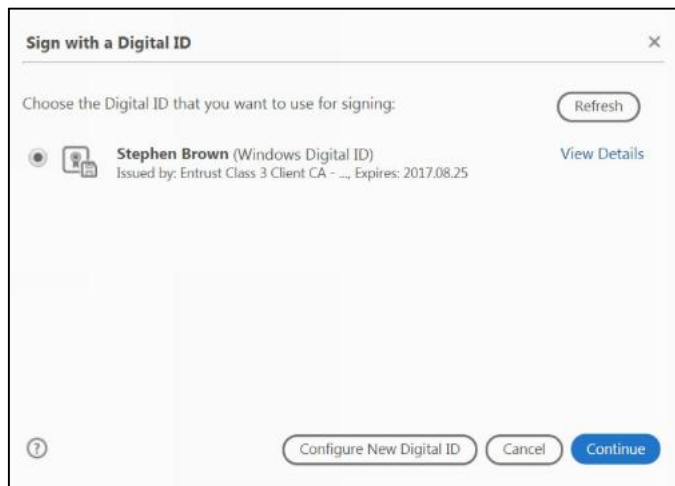 Sign with a Digital ID
×
Choose the Digital ID that you want to use for signing:
Refresh
Stephen Brown (Windows Digital ID)
View Details
Issued by: Entrust Class 3 Client CA - ..., Expires: 2017.08.25
?
Configure New Digital ID
Cancel
Continue